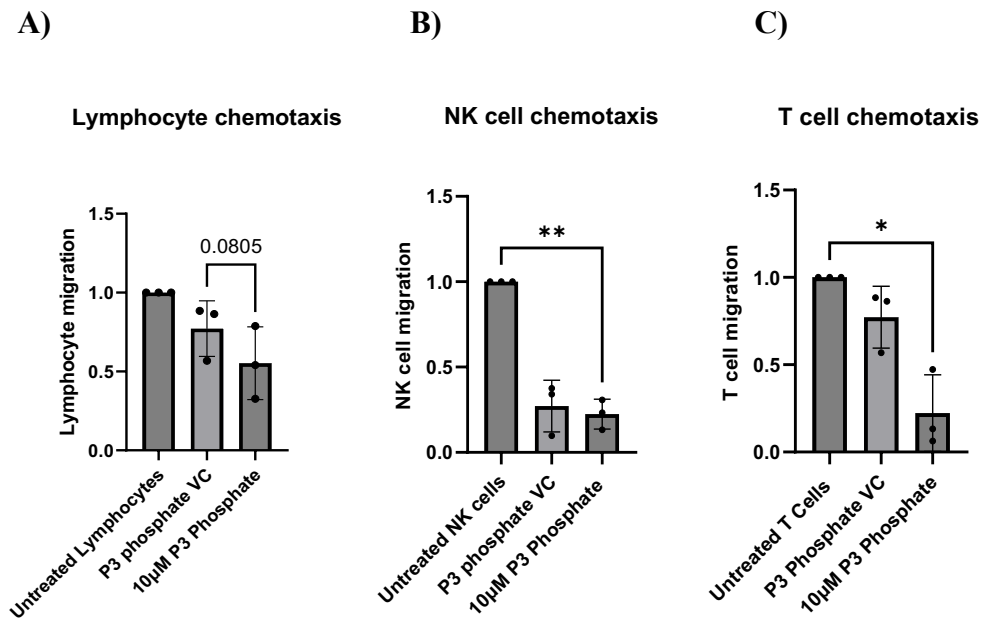 A)
Lymphocyte chemotaxis
Lymphocyte migration
1.5
1.0
0.5
0.0
0.0805
Untreated Lymphocytes
P3 phosphate VC
10µM P3 Phosphate
B)
NK cell chemotaxis
NK cell migration
1.5
1.0
0.5
0.0
**
Untreated NK cells
P3 phosphate VC
10µM P3 Phosphate
C)
T cell chemotaxis
T cell migration
1.5
1.0
0.5
0.0
*
Untreated T Cells
P3 Phosphate VC
10µM P3 Phosphate